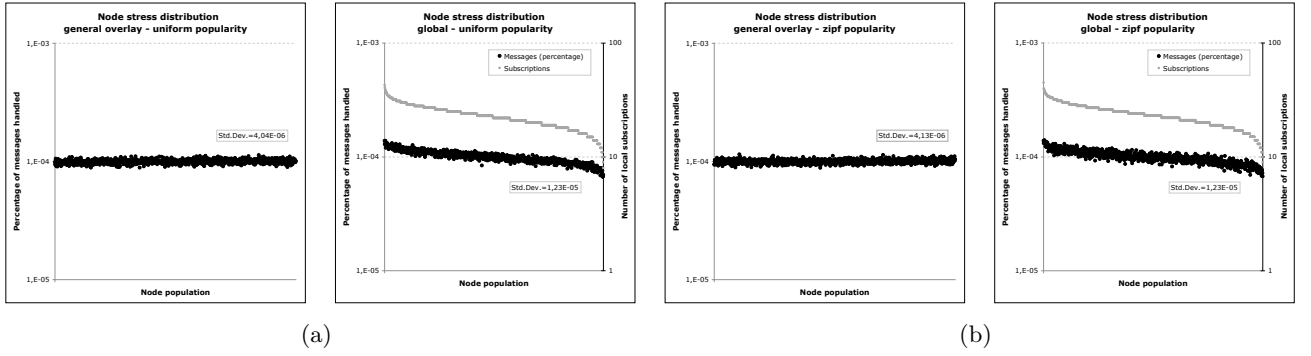 Node stress distribution
general overlay - uniform popularity
1,E-03
1,E-04
1,E-05
Percentage of messages handled
Std.Dev.=4,04E-06
Node population
Node stress distribution
global - uniform popularity
1,E-03
1,E-04
1,E-05
Percentage of messages handled
Messages (percentage)
Subscriptions
Std.Dev.=1,23E-05
100
10
1
Number of local subscriptions
Node population
(a)
Node stress distribution
general overlay - zipf popularity
1,E-03
1,E-04
1,E-05
Percentage of messages handled
Std.Dev.=4,13E-06
Node population
Node stress distribution
global - zipf popularity
1,E-03
1,E-04
1,E-05
Percentage of messages handled
Messages (percentage)
Subscriptions
Std.Dev.=1,23E-05
100
10
1
Number of local subscriptions
Node population
(b)